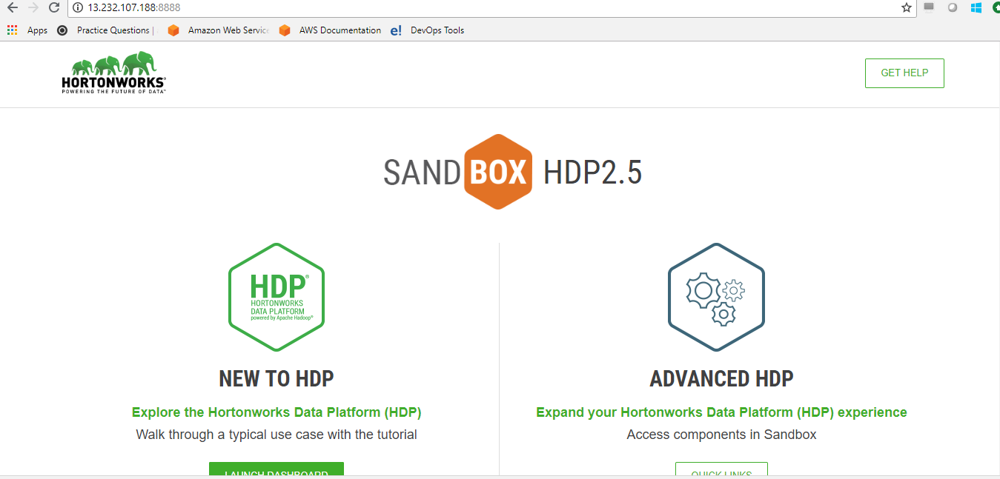 13.232.107.188:8888
Apps Practice Questions | Amazon Web Servic AWS Documentation e! DevOps Tools
HORTONWORKS®
POWERING THE FUTURE OF DATA™
GET HELP
SANDBOX HDP2.5
HDP®
HORTONWORKS
DATA PLATFORM
powered by Apache Hadoop®
NEW TO HDP
Explore the Hortonworks Data Platform (HDP)
Walk through a typical use case with the tutorial
LAUNCH DASHBOARD
ADVANCED HDP
Expand your Hortonworks Data Platform (HDP) experience
Access components in Sandbox
QUICK LINKS